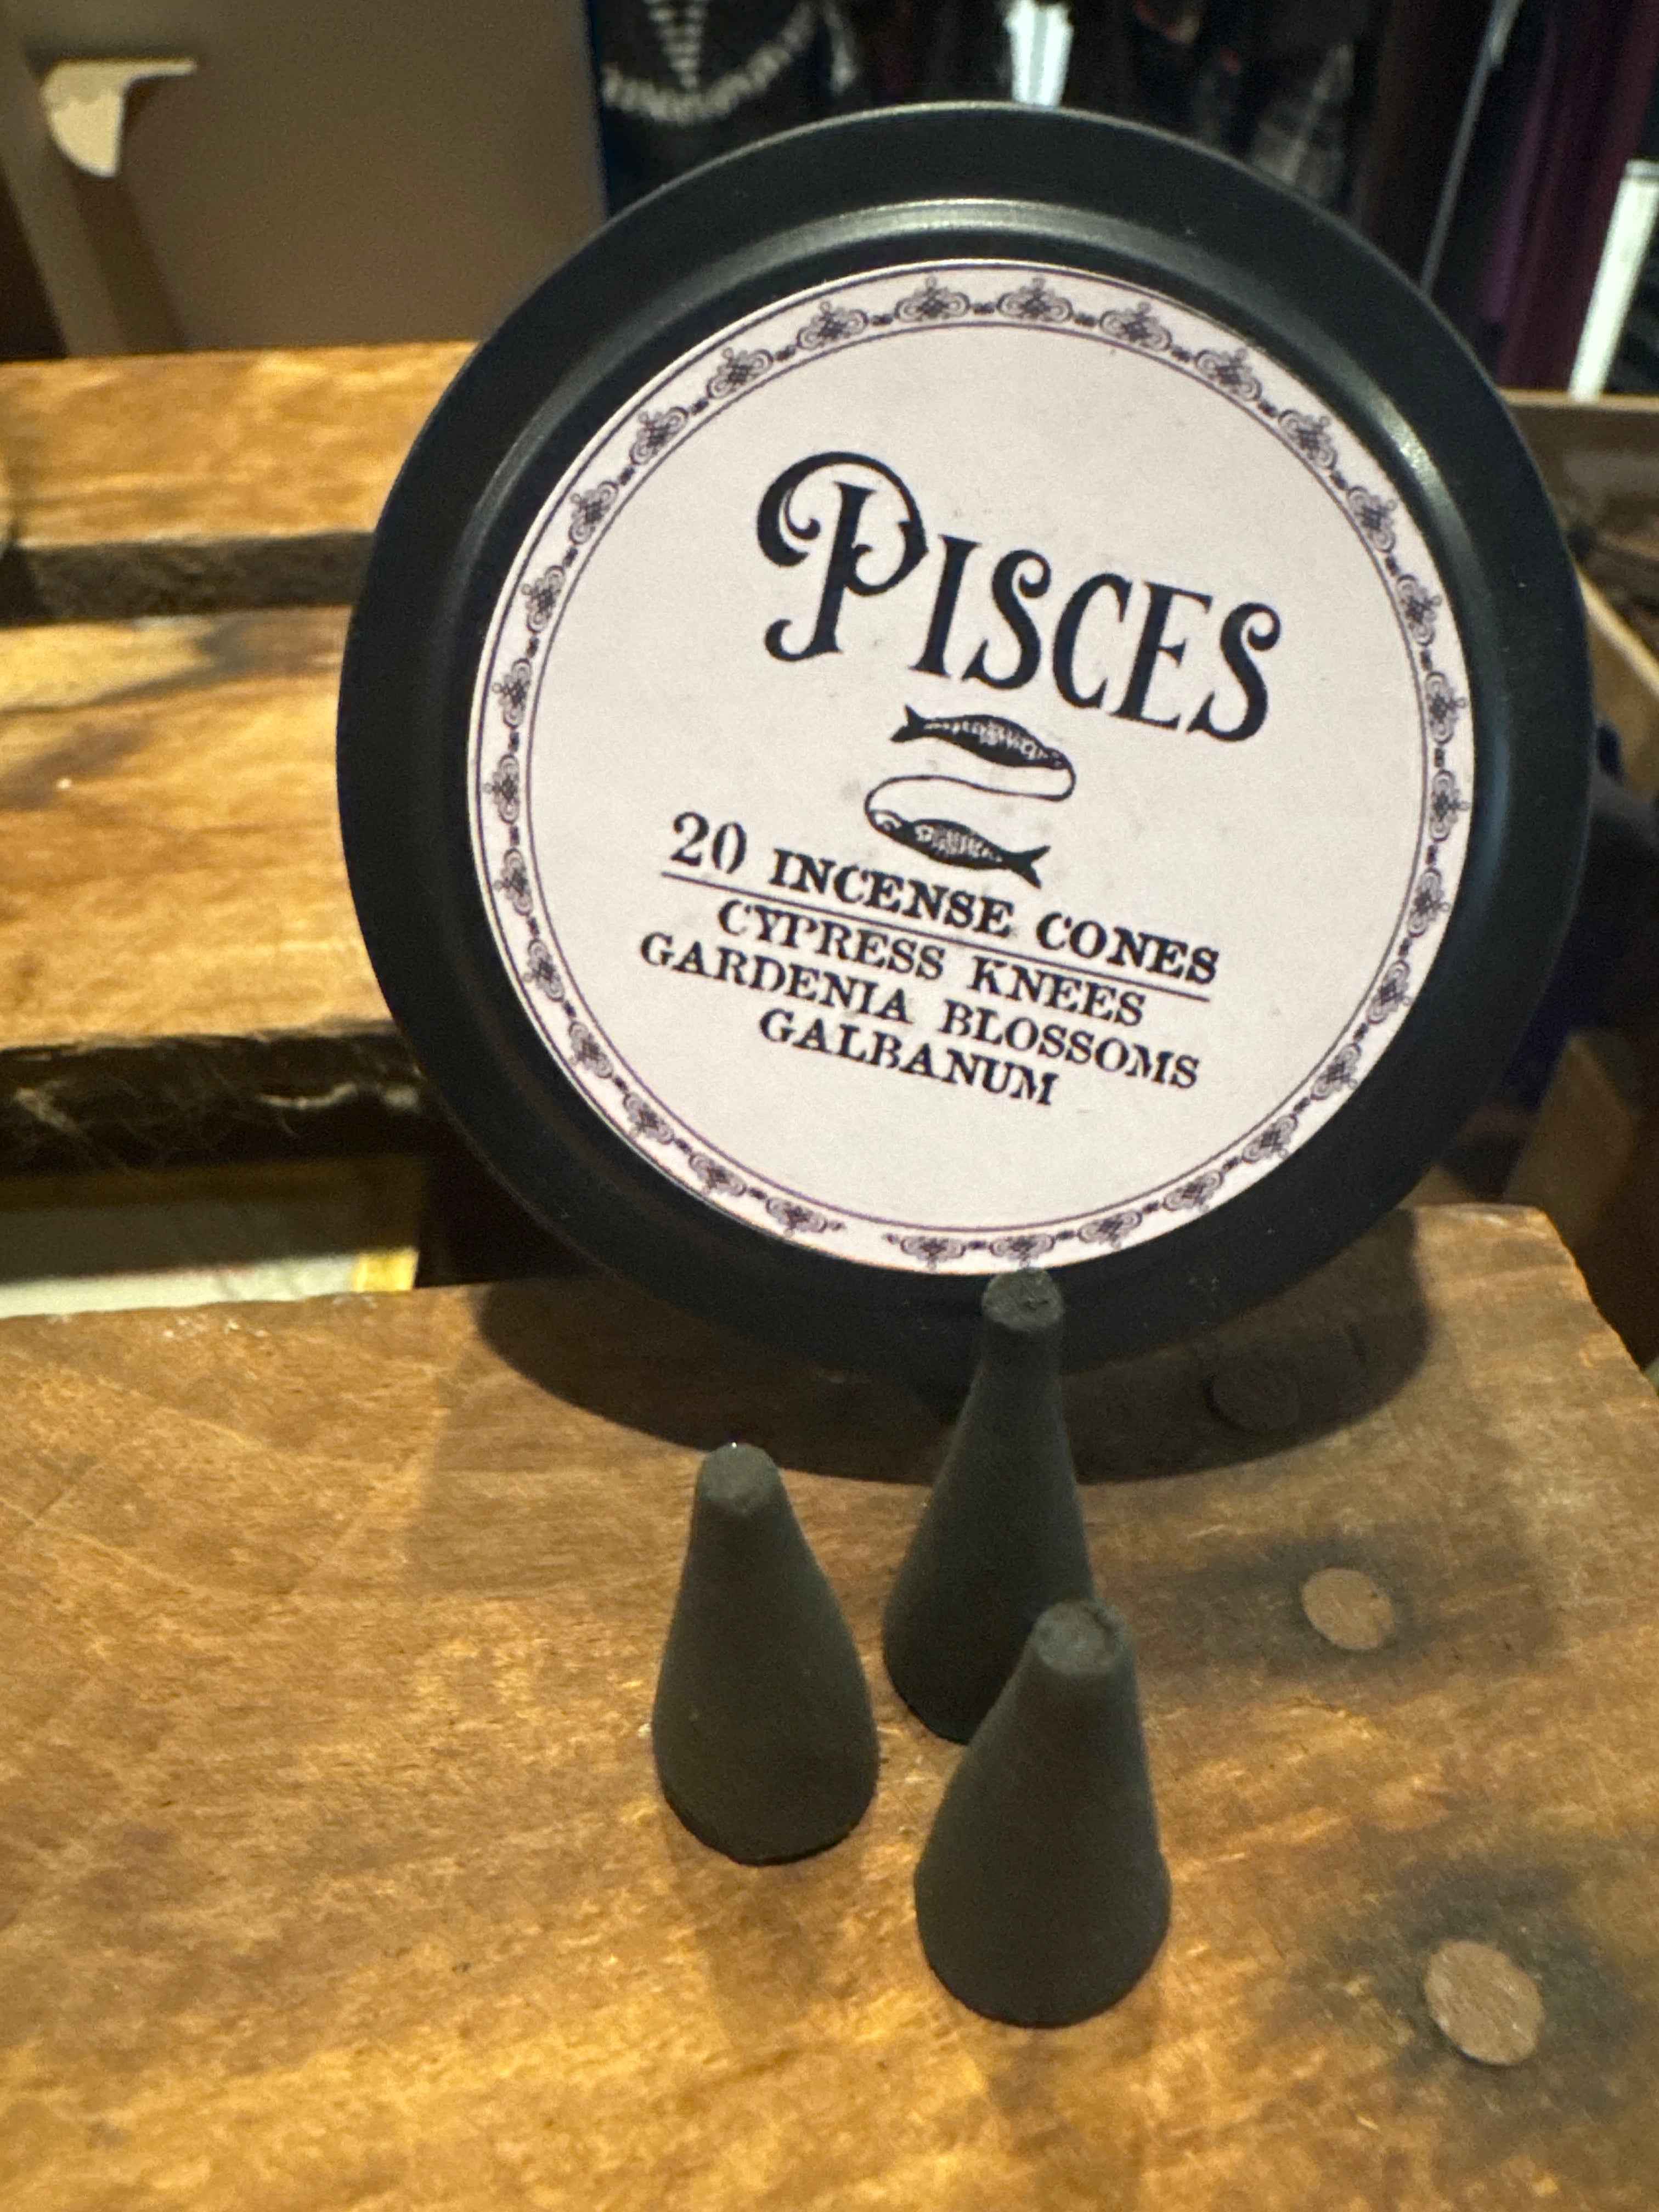 PISCES
20 INCENSE CONES
CYPRESS KNEES
GARDENIA BLOSSOMS
GALBANUM